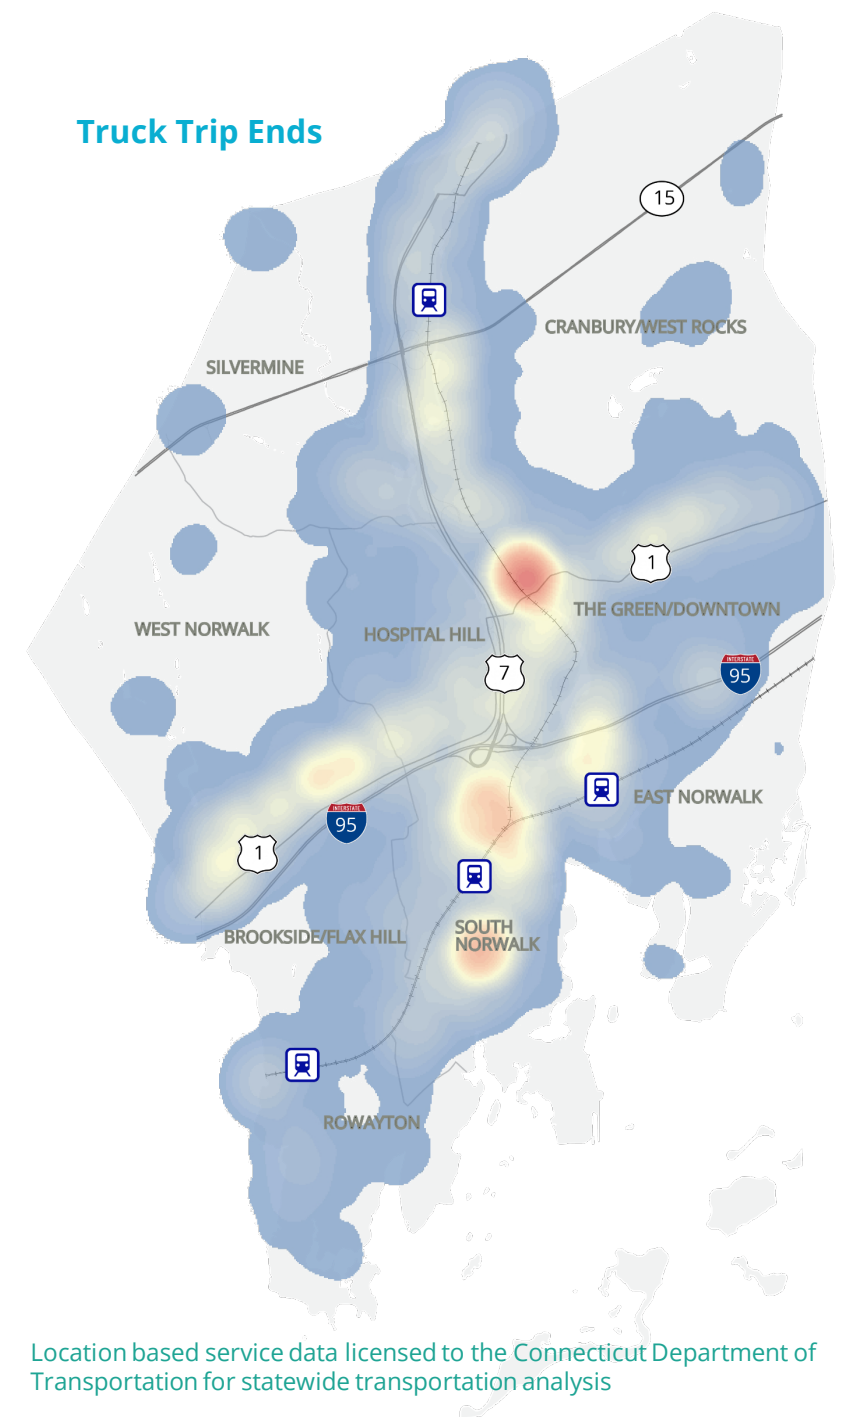 Truck Trip Ends
15
CRANBURY/WEST ROCKS
SILVERMINE
1
THE GREEN/DOWNTOWN
WEST NORWALK
HOSPITAL HILL
7
INTERSTATE
95
EAST NORWALK
INTERSTATE
95
1
SOUTH
NORWALK
BROOKSIDE/FLAX HILL
ROWAYTON
Location based service data licensed to the Connecticut Department of
Transportation for statewide transportation analysis